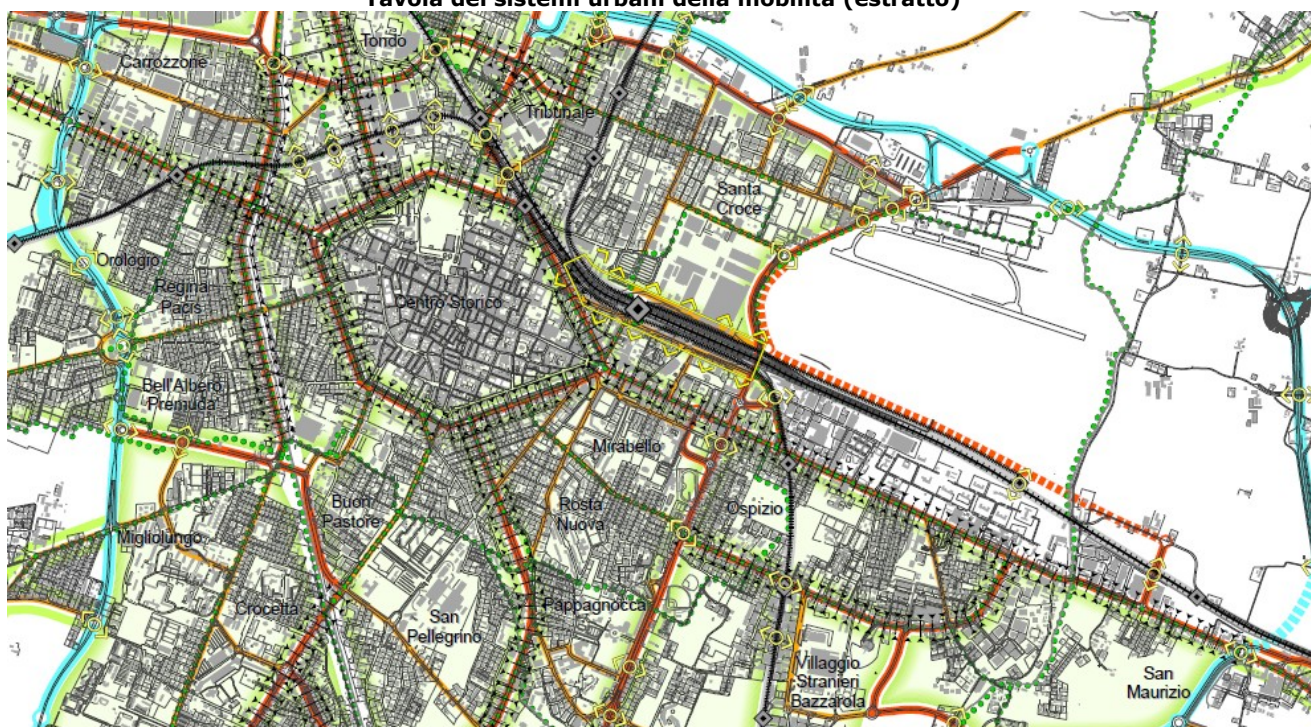 Tavola dei sistemi urbani della mobilità (estratto)
Tondo
Carrozzone
Tribunale
Santa
Croce
Orologio
Regina
Pacis
Centro Storico
Bell'Albero
Premuda
Mirabello
Buon
Pastore
Rosta
Nuova
Ospizio
Migliolungo
Crocetta
San
Pellegrino
Pappagnocca
Villaggio
Stranieri
Bazzarola
San
Maurizio